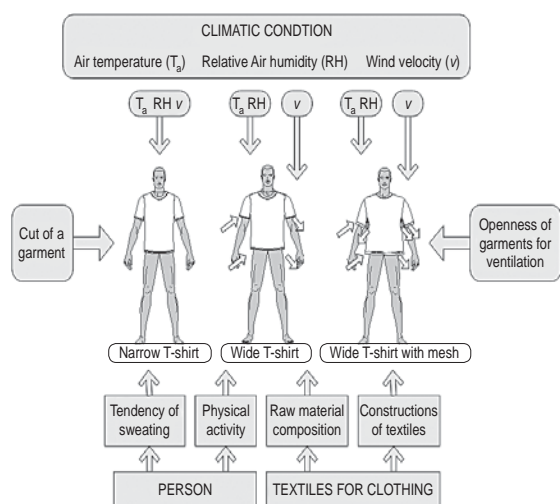 CLIMATIC CONDTION
Air temperature (Ta) Relative Air humidity (RH) Wind velocity (v)
Ta RH v
Ta RH
v
Ta RH
v
Cut of a
garment
Openness of
garments for
ventilation
Narrow T-shirt
Wide T-shirt
Wide T-shirt with mesh
Tendency of
sweating
Physical
activity
Raw material
composition
Constructions
of textiles
PERSON
TEXTILES FOR CLOTHING